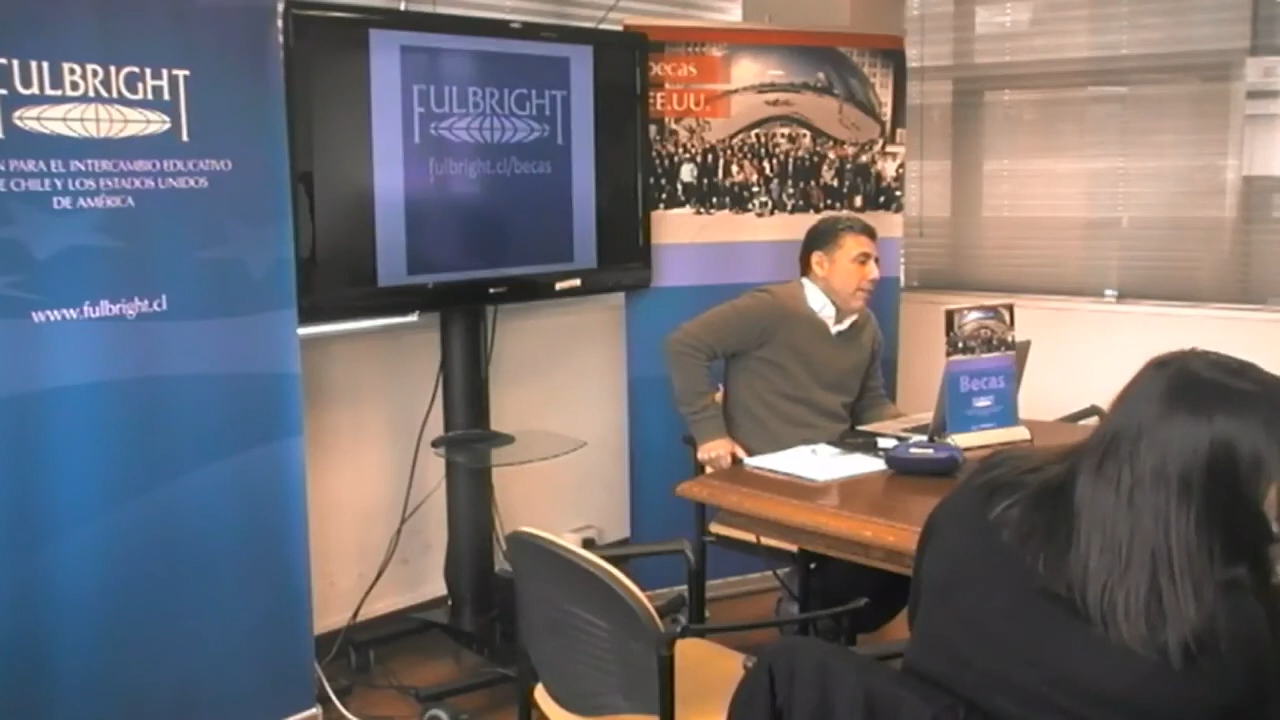 FULBRIGHT
N PARA EL INTERCAMBIO EDUCATIVO
E CHILE Y LOS ESTADOS UNIDOS
DE AMÉRICA
www.fulbright.cl
FULBRIGHT
fulbright.cl/becas
becas
EE.UU.
Becas